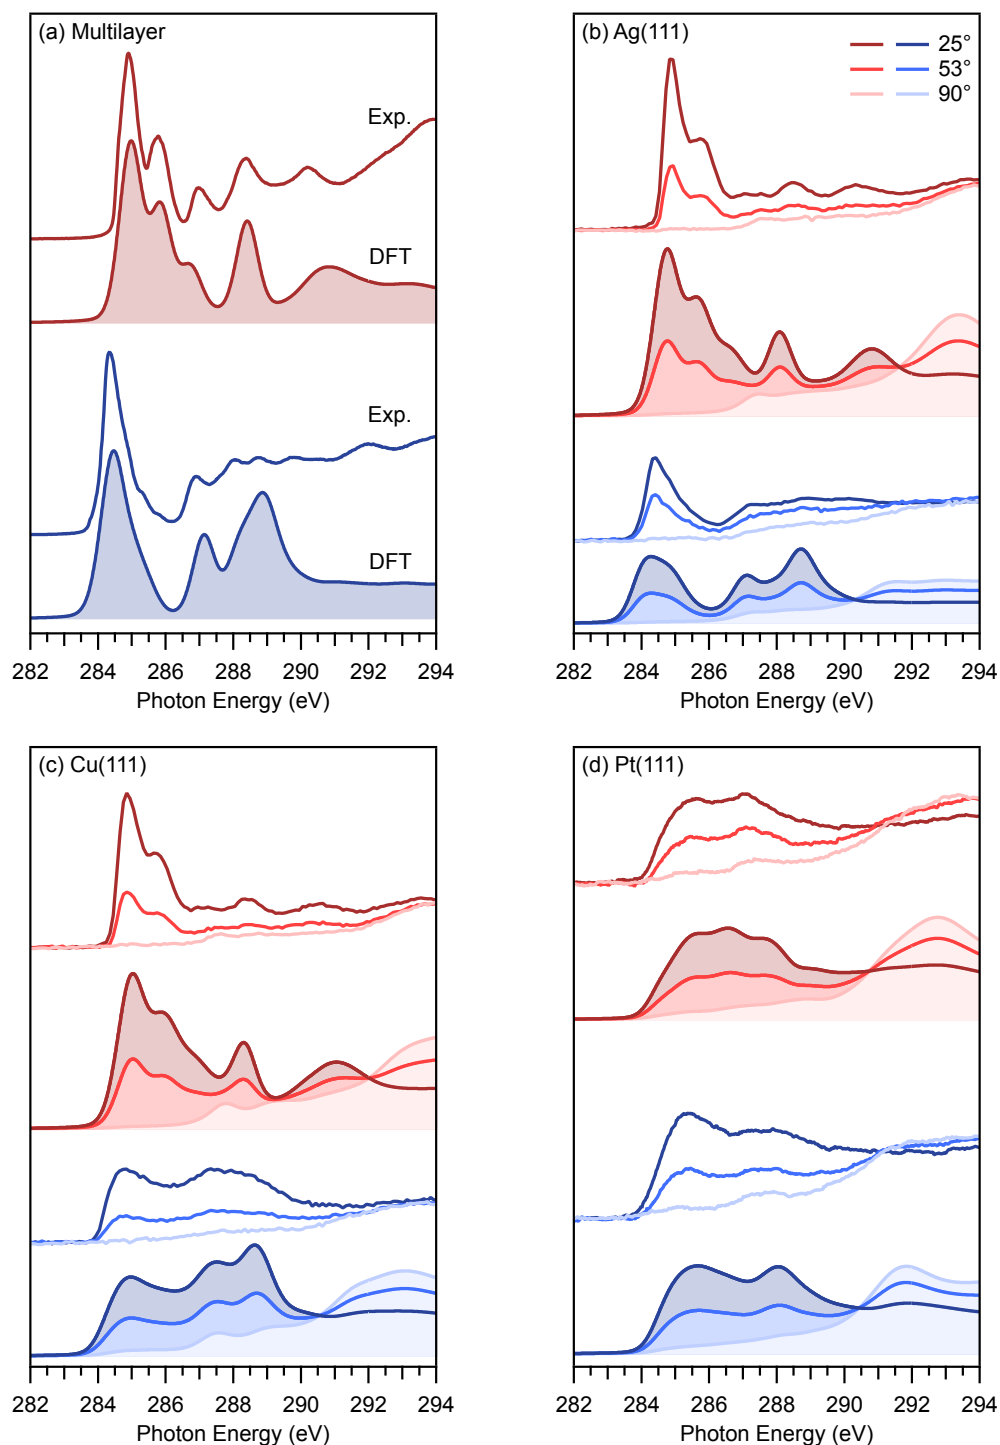 (a) Multilayer
Exp.
DFT
Exp.
DFT
282 284 286 288 290 292 294
Photon Energy (eV)
(b) Ag(111)
25°
53°
90°
282 284 286 288 290 292 294
Photon Energy (eV)
(c) Cu(111)
282 284 286 288 290 292 294
Photon Energy (eV)
(d) Pt(111)
282 284 286 288 290 292 294
Photon Energy (eV)